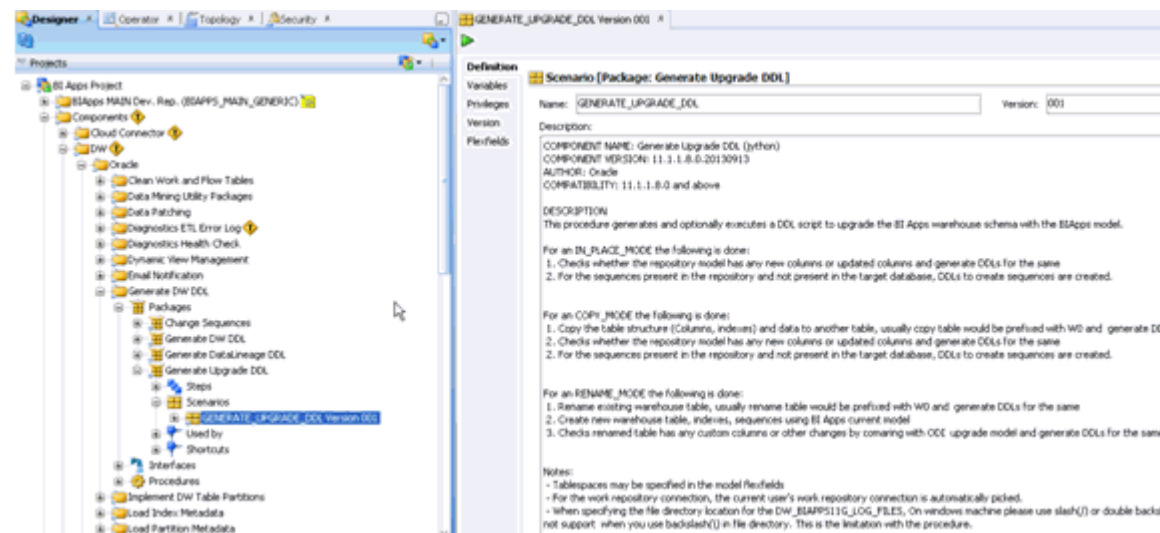 Designer
Operator
Topology
Security
GENERATE_UPGRADE_DDL Version 001
Projects
BI Apps Project
BIApps MAIN Dev. Rep. (BIAPPS_MAIN_GENERIC)
Components
Cloud Connector
DW
Oracle
Clean Work and Flow Tables
Data Mining Utility Packages
Data Patching
Diagnostics ETL Error Log
Diagnostics Health Check
Dynamic View Management
Email Notification
Generate DW DDL
Packages
Change Sequences
Generate DW DDL
Generate DataLineage DDL
Generate Upgrade DDL
Steps
Scenarios
GENERATE_UPGRADE_DDL Version 001
Used by
Shortcuts
Interfaces
Procedures
Implement DW Table Partitions
Load Index Metadata
Load Partition Metadata
Definition
Variables
Privileges
Version
Flexfields
Scenario [Package: Generate Upgrade DDL]
Name: GENERATE_UPGRADE_DDL Version: 001
Description:
COMPONENT NAME: Generate Upgrade DDL (jython)
COMPONENT VERSION: 11.1.1.8.0.20130913
AUTHOR: Oracle
COMPATIBILITY: 11.1.1.8.0 and above
DESCRIPTION
This procedure generates and optionally executes a DDL script to upgrade the BI Apps warehouse schema with the BIApps model.
For an IN_PLACE_MODE the following is done:
1. Checks whether the repository model has any new columns or updated columns and generate DDLs for the same
2. For the sequences present in the repository and not present in the target database, DDLs to create sequences are created.
For an COPY_MODE the following is done:
1. Copy the table structure (Columns, indexes) and data to another table, usually copy table would be prefixed with W0 and generate DD
2. Checks whether the repository model has any new columns or updated columns and generate DDLs for the same
2. For the sequences present in the repository and not present in the target database, DDLs to create sequences are created.
For an RENAME_MODE the following is done:
1. Rename existing warehouse table, usually rename table would be prefixed with W0 and generate DDLs for the same
2. Create new warehouse table, indexes, sequences using BI Apps current model
3. Checks renamed table has any custom columns or other changes by comaring with ODI upgrade model and generate DDLs for the same
Notes:
- Tablespaces may be specified in the model flexfields
- For the work repository connection, the current user's work repository connection is automatically picked.
- When specifying the file directory location for the DW_BIAPPS11G_LOG_FILES, On windows machine please use slash(/) or double backs
not support when you use backslash(\) in file directory. This is the limitation with the procedure.